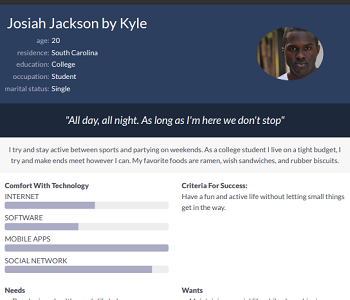 Josiah Jackson by Kyle
age: 20
residence: South Carolina
education: College
occupation: Student
marital status: Single
"All day, all night. As long as I'm here we don't stop"
I try and stay active between sports and partying on weekends. As a college student I live on a tight budget, I
try and make ends meet however I can. My favorite foods are ramen, wish sandwiches, and rubber biscuits.
Comfort With Technology
INTERNET
SOFTWARE
MOBILE APPS
SOCIAL NETWORK
Criteria For Success:
Have a fun and active life without letting small things
get in the way.
Needs
Wants